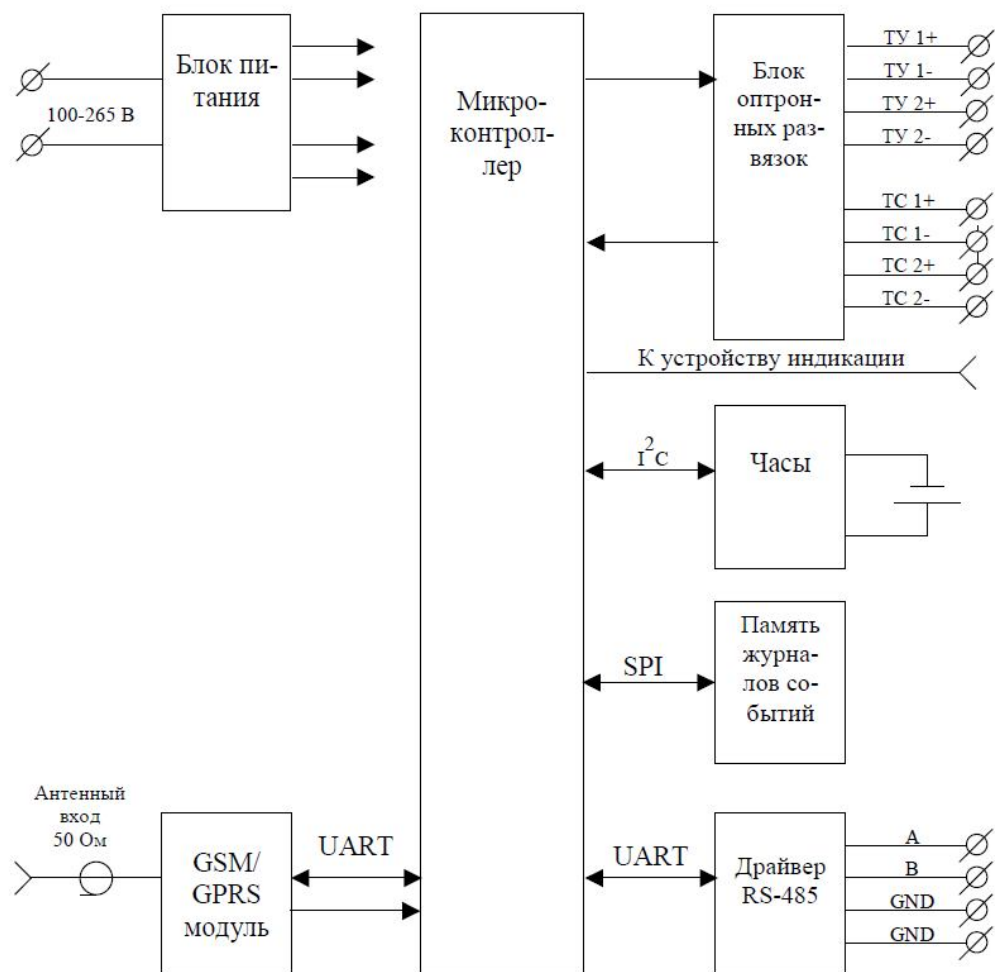 Блок пи-
тания
100-265 В
Микро-
контрол-
лер
Блок
оптрон-
ных раз-
вязок
ТУ 1+
ТУ 1-
ТУ 2+
ТУ 2-
ТС 1+
ТС 1-
ТС 2+
ТС 2-
К устройству индикации
I²C
Часы
SPI
Память
журна-
лов со-
бытий
Антенный
вход
50 Ом
GSM/
GPRS
модуль
UART
UART
Драйвер
RS-485
A
B
GND
GND